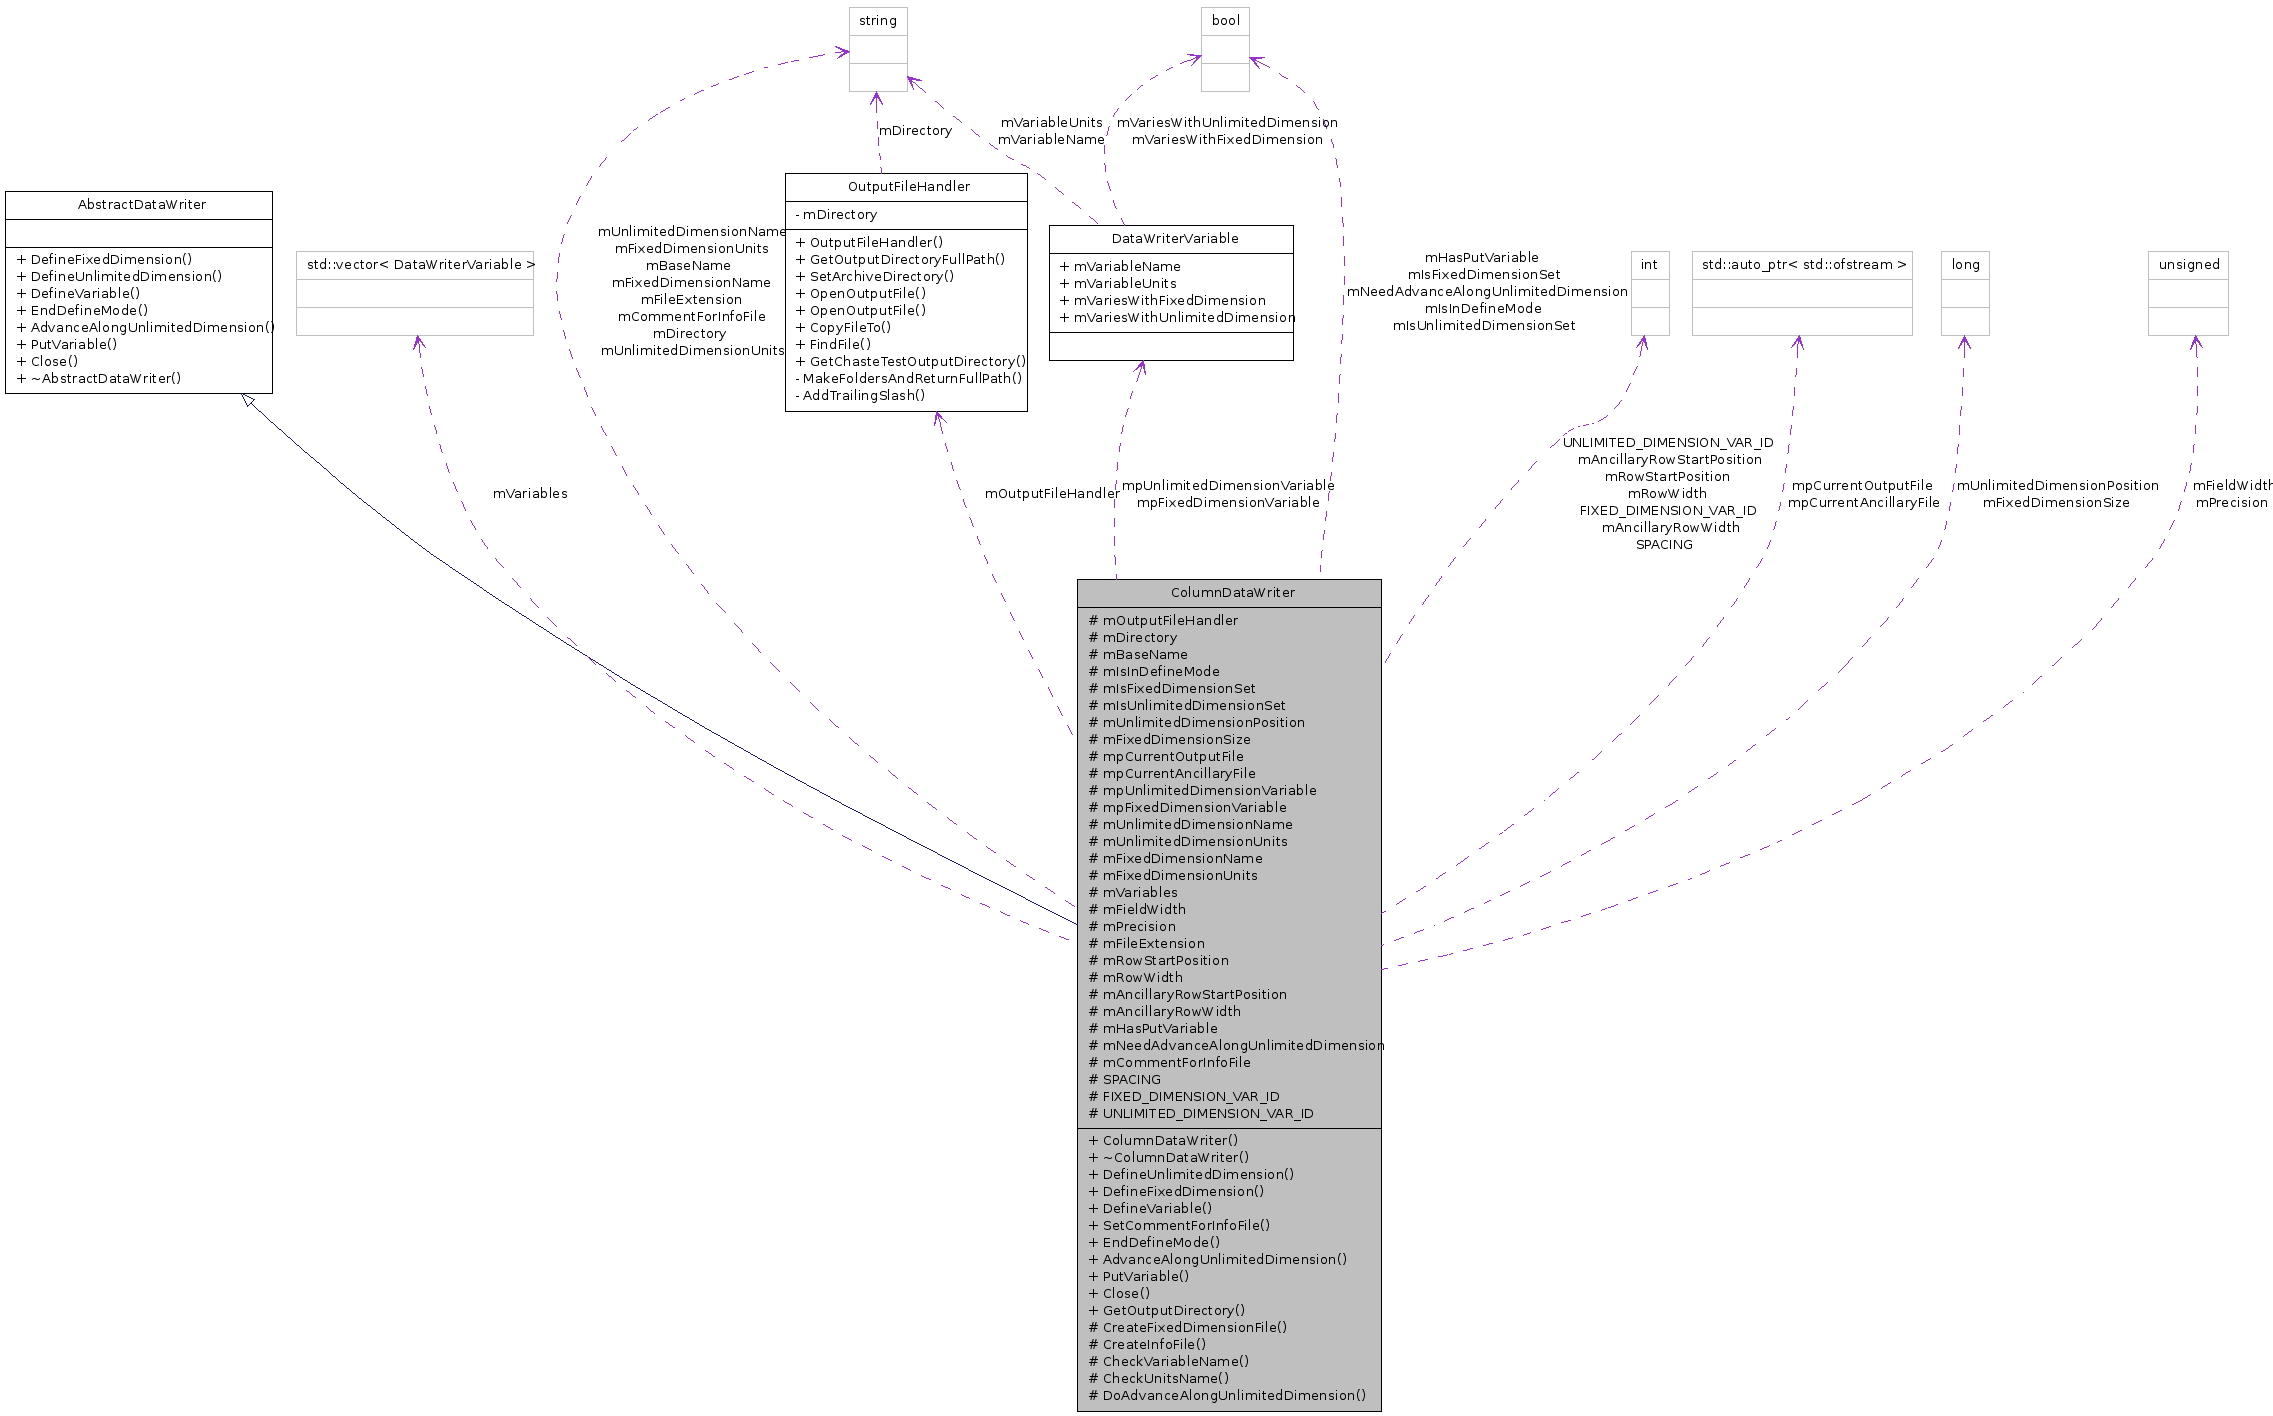 string
bool
mDirectory
mVariableUnits
mVariableName
mVariesWithUnlimitedDimension
mVariesWithFixedDimension
AbstractDataWriter
+ DefineFixedDimension()
+ DefineUnlimitedDimension()
+ DefineVariable()
+ EndDefineMode()
+ AdvanceAlongUnlimitedDimension()
+ PutVariable()
+ Close()
+ ~AbstractDataWriter()
std::vector< DataWriterVariable >
mUnlimitedDimensionName
mFixedDimensionUnits
mBaseName
mFixedDimensionName
mFileExtension
mCommentForInfoFile
mDirectory
mUnlimitedDimensionUnits
OutputFileHandler
- mDirectory
+ OutputFileHandler()
+ GetOutputDirectoryFullPath()
+ SetArchiveDirectory()
+ OpenOutputFile()
+ OpenOutputFile()
+ CopyFileTo()
+ FindFile()
+ GetChasteTestOutputDirectory()
- MakeFoldersAndReturnFullPath()
- AddTrailingSlash()
DataWriterVariable
+ mVariableName
+ mVariableUnits
+ mVariesWithFixedDimension
+ mVariesWithUnlimitedDimension
mHasPutVariable
mIsFixedDimensionSet
mNeedAdvanceAlongUnlimitedDimension
mIsInDefineMode
mIsUnlimitedDimensionSet
int
std::auto_ptr< std::ofstream >
long
unsigned
mVariables
mOutputFileHandler
mpUnlimitedDimensionVariable
mpFixedDimensionVariable
UNLIMITED_DIMENSION_VAR_ID
mAncillaryRowStartPosition
mRowStartPosition
mRowWidth
FIXED_DIMENSION_VAR_ID
mAncillaryRowWidth
SPACING
mpCurrentOutputFile
mpCurrentAncillaryFile
mUnlimitedDimensionPosition
mFixedDimensionSize
mFieldWidth
mPrecision
ColumnDataWriter
# mOutputFileHandler
# mDirectory
# mBaseName
# mIsInDefineMode
# mIsFixedDimensionSet
# mIsUnlimitedDimensionSet
# mUnlimitedDimensionPosition
# mFixedDimensionSize
# mpCurrentOutputFile
# mpCurrentAncillaryFile
# mpUnlimitedDimensionVariable
# mpFixedDimensionVariable
# mUnlimitedDimensionName
# mUnlimitedDimensionUnits
# mFixedDimensionName
# mFixedDimensionUnits
# mVariables
# mFieldWidth
# mPrecision
# mFileExtension
# mRowStartPosition
# mRowWidth
# mAncillaryRowStartPosition
# mAncillaryRowWidth
# mHasPutVariable
# mNeedAdvanceAlongUnlimitedDimension
# mCommentForInfoFile
# SPACING
# FIXED_DIMENSION_VAR_ID
# UNLIMITED_DIMENSION_VAR_ID
+ ColumnDataWriter()
+ ~ColumnDataWriter()
+ DefineUnlimitedDimension()
+ DefineFixedDimension()
+ DefineVariable()
+ SetCommentForInfoFile()
+ EndDefineMode()
+ AdvanceAlongUnlimitedDimension()
+ PutVariable()
+ Close()
+ GetOutputDirectory()
# CreateFixedDimensionFile()
# CreateInfoFile()
# CheckVariableName()
# CheckUnitsName()
# DoAdvanceAlongUnlimitedDimension()